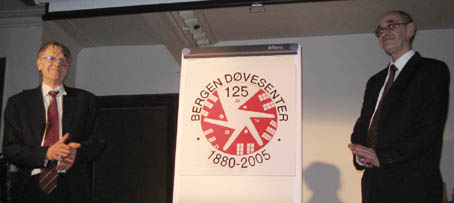 BERGEN DØVESENTER
125
år
• 1880-2005 •